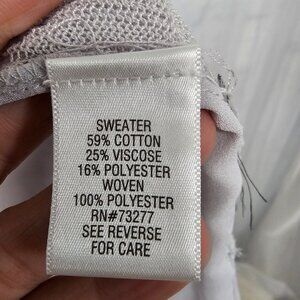 SWEATER
59% COTTON
25% VISCOSE
16% POLYESTER
WOVEN
100% POLYESTER
RN#73277
SEE REVERSE
FOR CARE